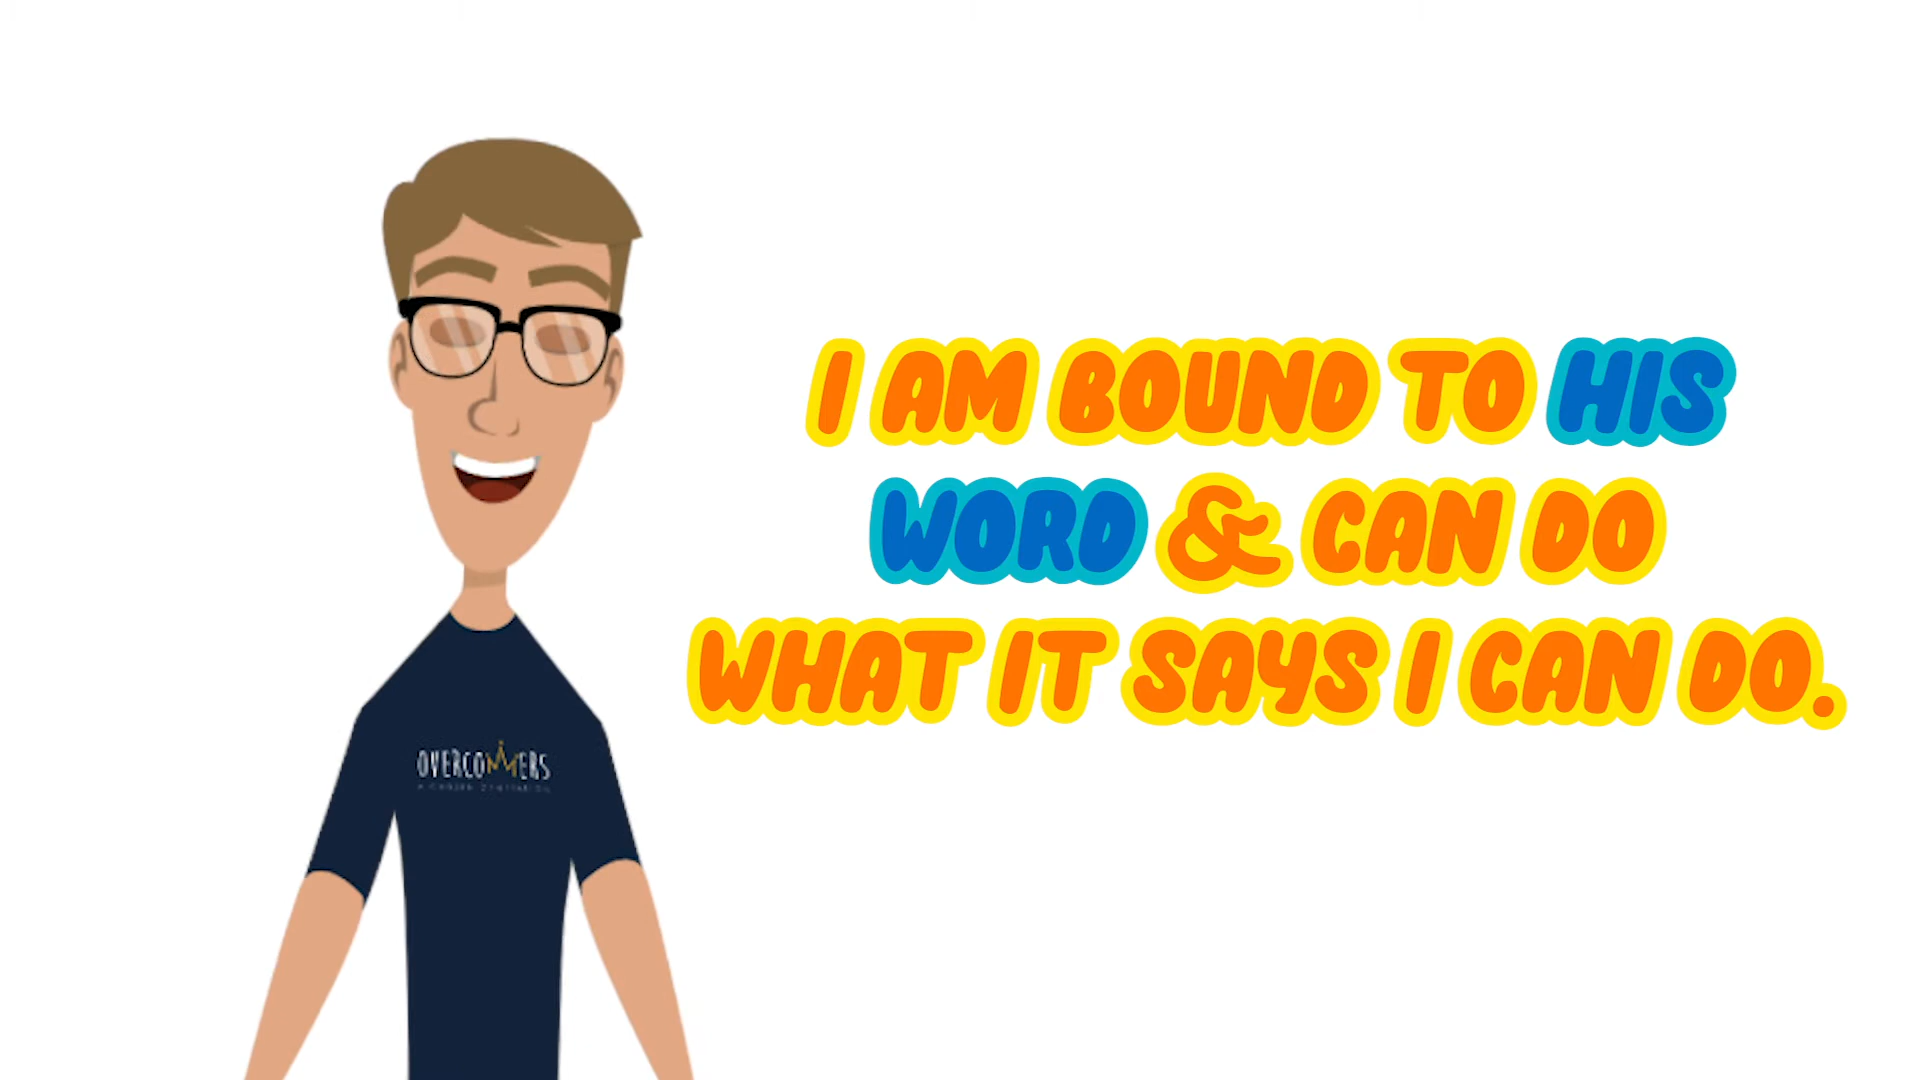 I AM BOUND TO HIS
WORD & CAN DO
WHAT IT SAYS I CAN DO.
OVERCOMERS